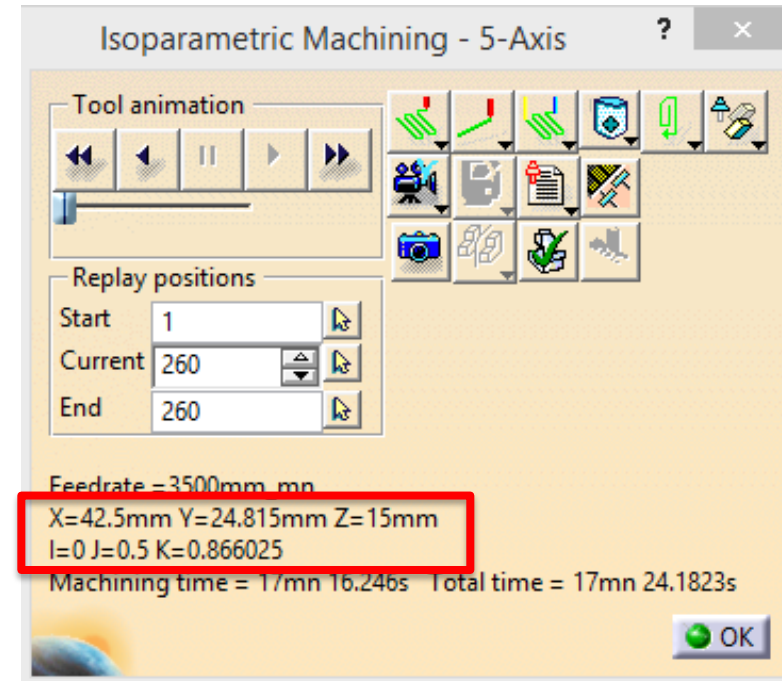 Isoparametric Machining - 5-Axis ? ×
Tool animation
Replay positions
Start 1
Current 260
End 260
Feedrate =3500mm_mn
X=42.5mm Y=24.815mm Z=15mm
I=0 J=0.5 K=0.866025
Machining time = 17mn 16.246s Total time = 17mn 24.1823s
OK